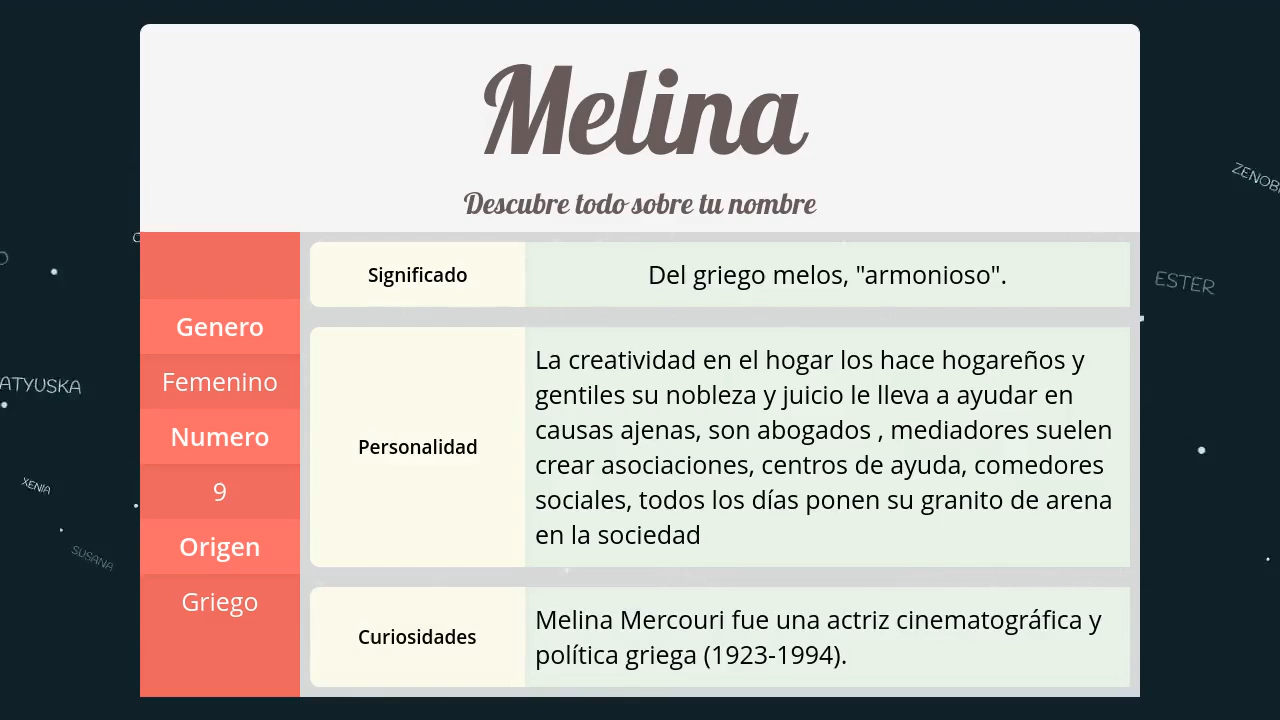 Melina
Descubre todo sobre tu nombre
Genero
Femenino
Numero
9
Origen
Griego
Significado
Del griego melos, "armonioso".
Personalidad
La creatividad en el hogar los hace hogareños y
gentiles su nobleza y juicio le lleva a ayudar en
causas ajenas, son abogados , mediadores suelen
crear asociaciones, centros de ayuda, comedores
sociales, todos los días ponen su granito de arena
en la sociedad
Curiosidades
Melina Mercouri fue una actriz cinematográfica y
política griega (1923-1994).
ATYUSKA
XENIA
SUSANA
ZENOB
ESTER